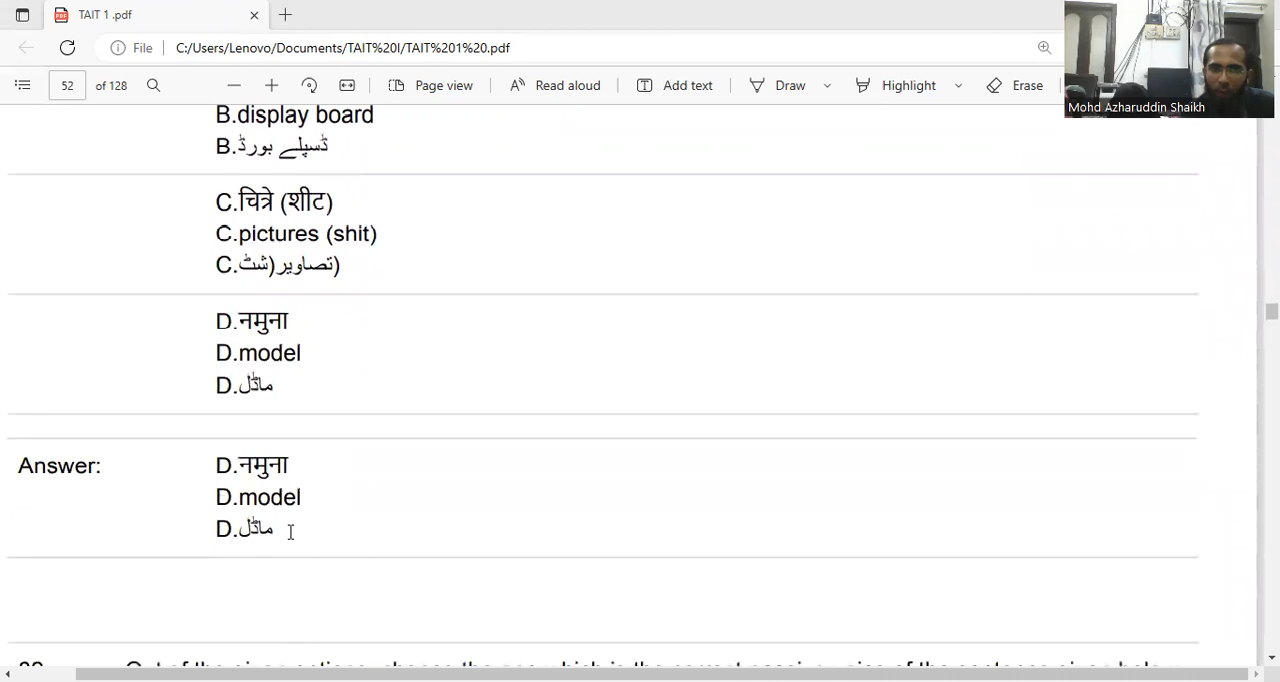 TAIT 1 .pdf
File
C:/Users/Lenovo/Documents/TAIT%20I/TAIT%201%20.pdf
52 of 128
Page view
Read aloud
Add text
Draw
Highlight
Erase
Mohd Azharuddin Shaikh
B.display board
B.ڈسپلے بورڈ
C.चित्रे (शीट)
C.pictures (shit)
C.تصاویر(شٹ)
D.नमुना
D.model
D.ماڈل
Answer:
D.नमुना
D.model
D.ماڈل